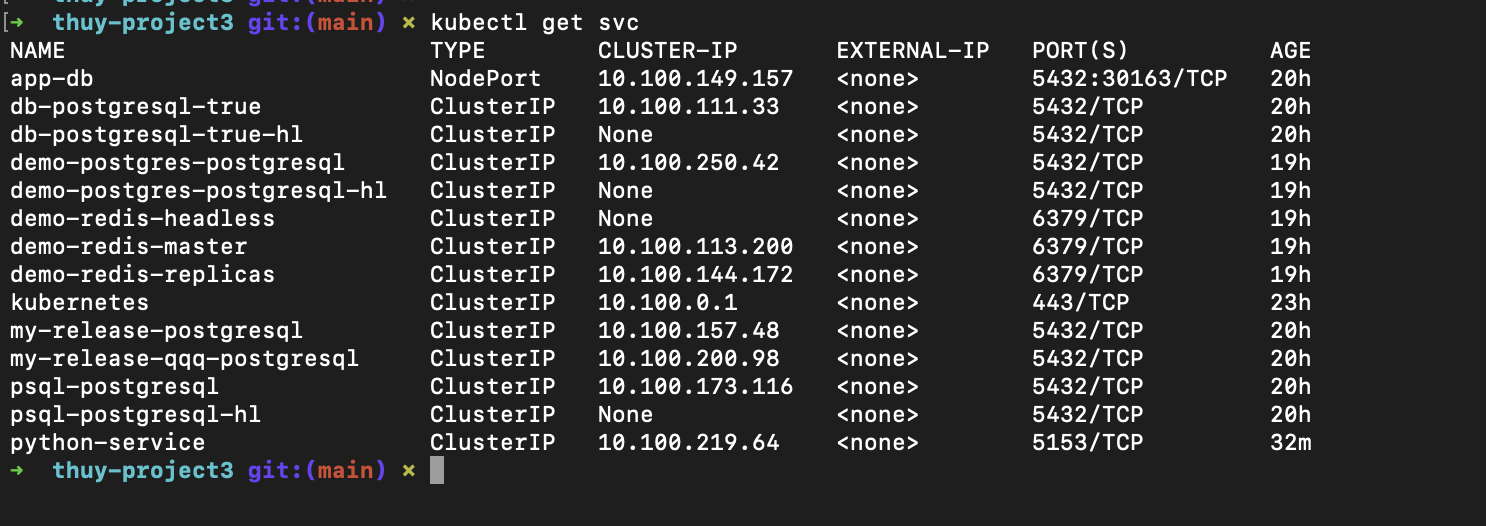 [➜  thuy-project3 git:(main) × kubectl get svc
NAME                          TYPE        CLUSTER-IP       EXTERNAL-IP   PORT(S)          AGE
app-db                        NodePort    10.100.149.157   <none>        5432:30163/TCP   20h
db-postgresql-true            ClusterIP   10.100.111.33    <none>        5432/TCP         20h
db-postgresql-true-hl         ClusterIP   None             <none>        5432/TCP         20h
demo-postgres-postgresql      ClusterIP   10.100.250.42    <none>        5432/TCP         19h
demo-postgres-postgresql-hl   ClusterIP   None             <none>        5432/TCP         19h
demo-redis-headless           ClusterIP   None             <none>        6379/TCP         19h
demo-redis-master             ClusterIP   10.100.113.200   <none>        6379/TCP         19h
demo-redis-replicas           ClusterIP   10.100.144.172   <none>        6379/TCP         19h
kubernetes                    ClusterIP   10.100.0.1       <none>        443/TCP          23h
my-release-postgresql         ClusterIP   10.100.157.48    <none>        5432/TCP         20h
my-release-qqq-postgresql     ClusterIP   10.100.200.98    <none>        5432/TCP         20h
psql-postgresql               ClusterIP   10.100.173.116   <none>        5432/TCP         20h
psql-postgresql-hl            ClusterIP   None             <none>        5432/TCP         20h
python-service                ClusterIP   10.100.219.64    <none>        5153/TCP         32m
➜  thuy-project3 git:(main) ×